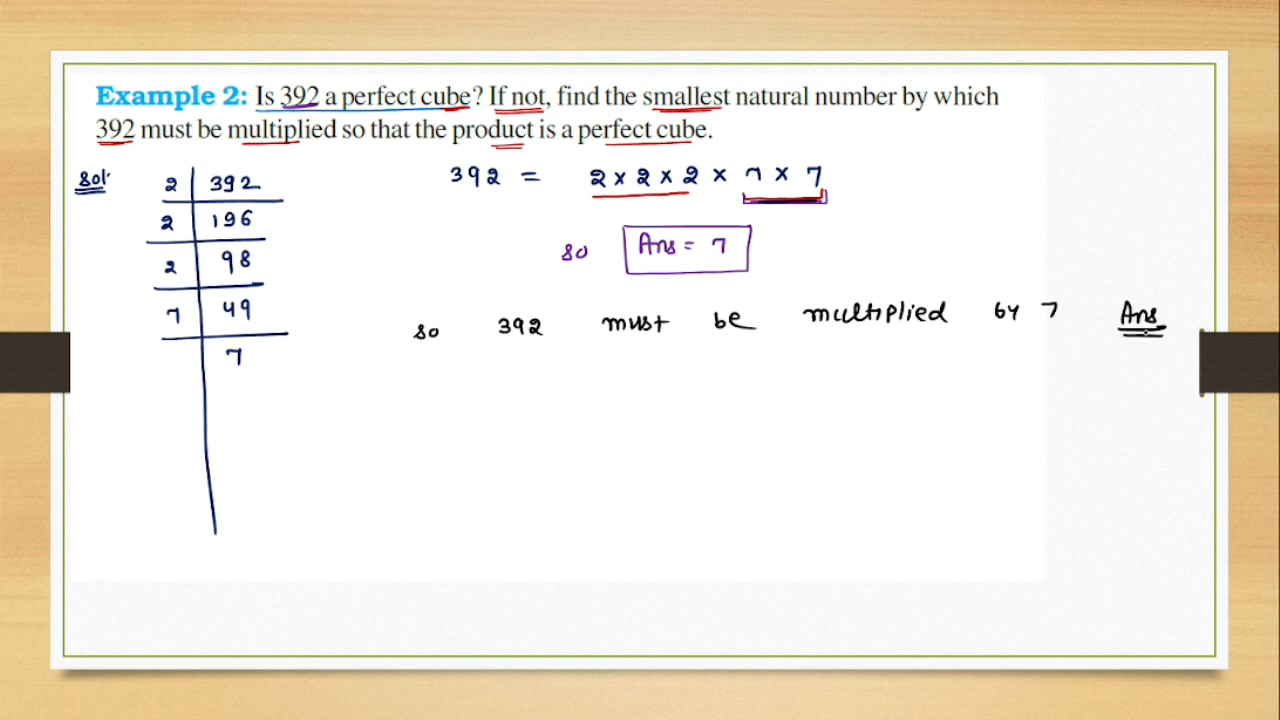 Example 2: Is 392 a perfect cube? If not, find the smallest natural number by which
392 must be multiplied so that the product is a perfect cube.
Sol.
2 | 392
2 | 196
2 | 98
7 | 49
7
392 = 2 × 2 × 2 × 7 × 7
so Ans = 7
so 392 must be multiplied by 7 Ans